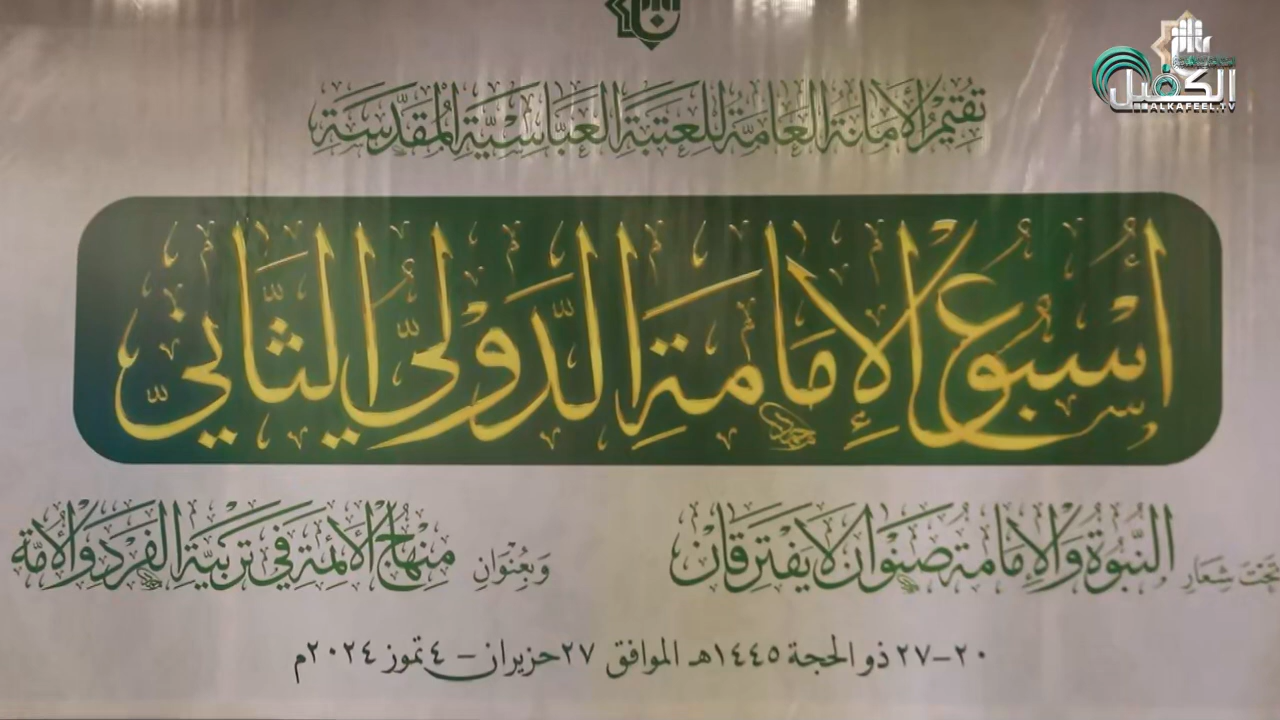 الكفيل
ALKAFEEL.TV
تقيم الأمانة العامة للعتبة العباسية المقدسة
أسبوع الإمامة الدولي الثاني
تحت شعار النبوة والإمامة صنوان لا يفترقان وبعنوان منهاج الأئمة في تربية الفرد والأمة
٢٠-٢٧ ذو الحجة ١٤٤٥هـ الموافق ٢٧ حزيران - ٤ تموز ٢٠٢٤م